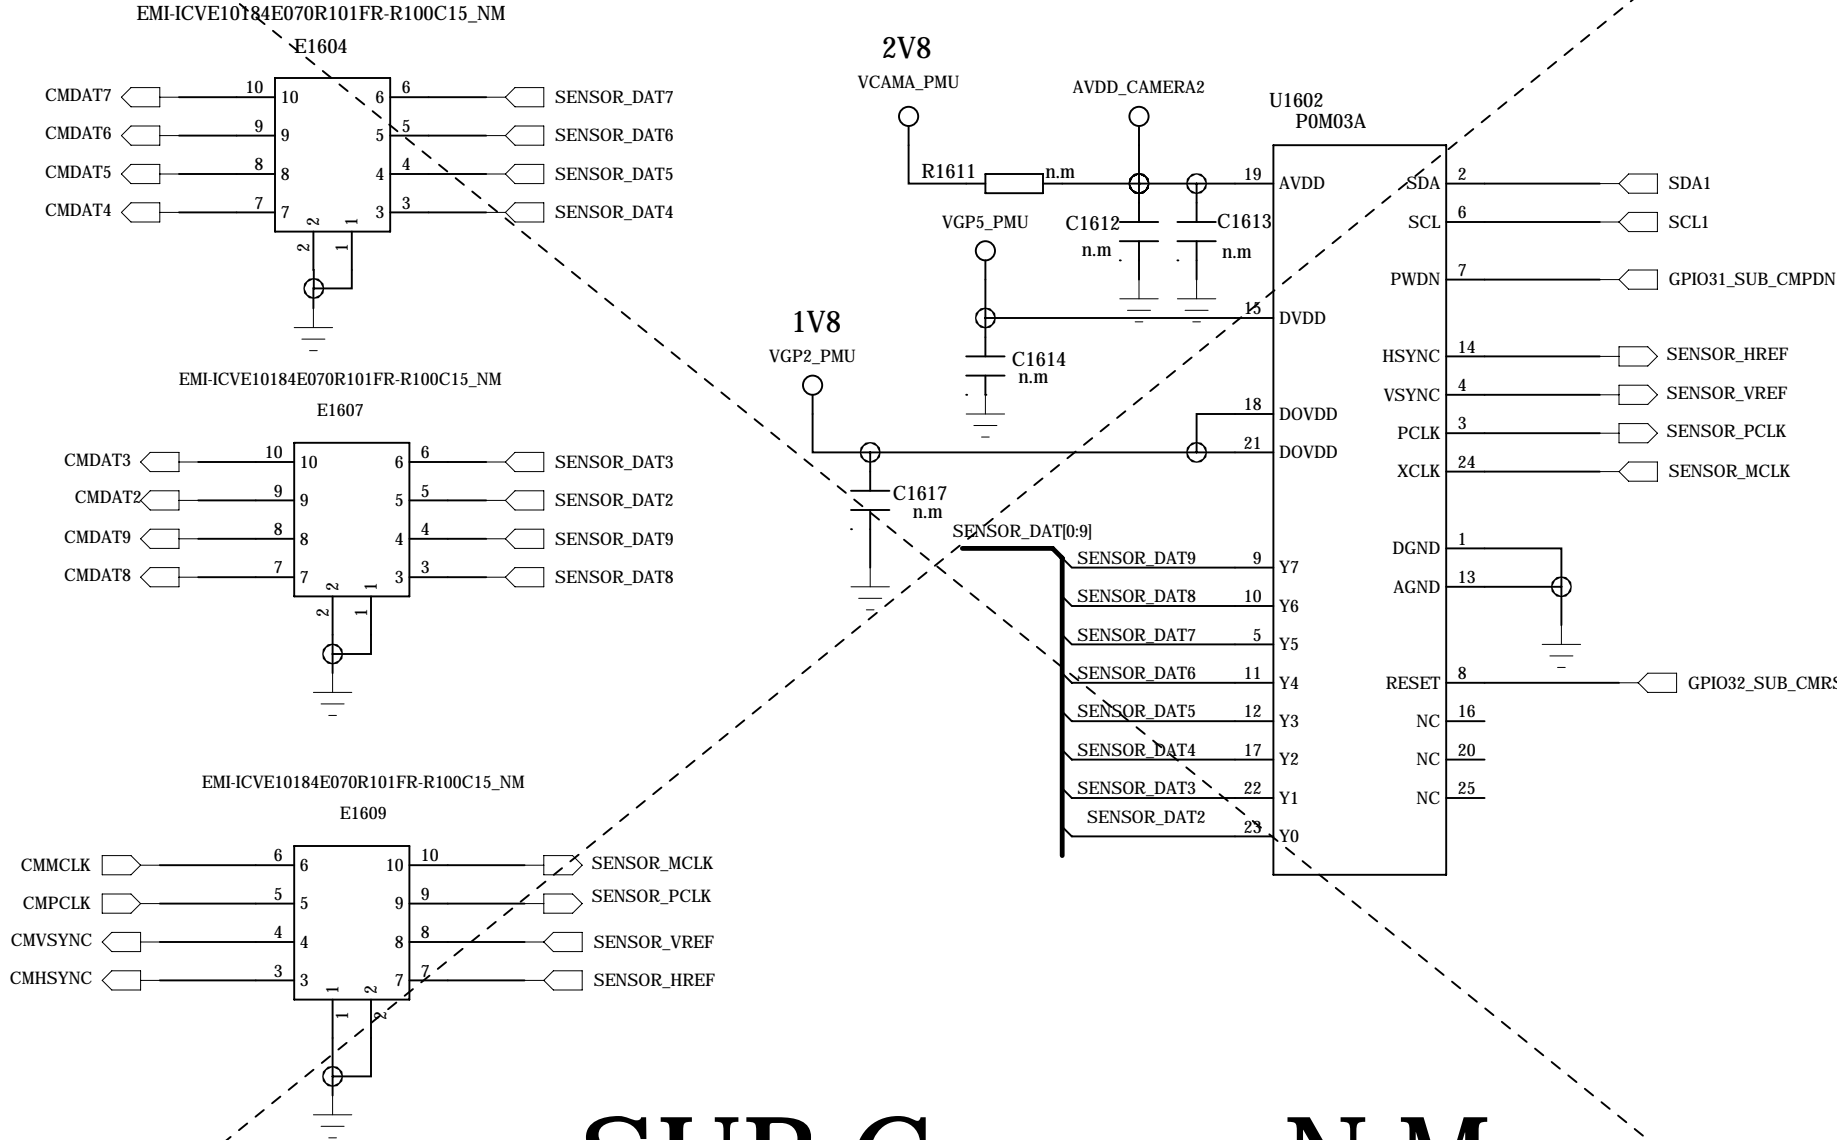 EMI-ICVE10184E070R101FR-R100C15_NM
E1604
CMDAT7 10 10 6 6 SENSOR_DAT7
CMDAT6 9 9 5 5 SENSOR_DAT6
CMDAT5 8 8 4 4 SENSOR_DAT5
CMDAT4 7 7 3 3 SENSOR_DAT4
2 1
2 1
EMI-ICVE10184E070R101FR-R100C15_NM
E1607
CMDAT3 10 10 6 6 SENSOR_DAT3
CMDAT2 9 9 5 5 SENSOR_DAT2
CMDAT9 8 8 4 4 SENSOR_DAT9
CMDAT8 7 7 3 3 SENSOR_DAT8
2 1
2 1
EMI-ICVE10184E070R101FR-R100C15_NM
E1609
CMMCLK 6 6 10 10 SENSOR_MCLK
CMPCLK 5 5 9 9 SENSOR_PCLK
CMVSYNC 4 4 8 8 SENSOR_VREF
CMHSYNC 3 3 7 7 SENSOR_HREF
1 2
1 2
2V8
VCAMA_PMU
AVDD_CAMERA2
R1611 n.m
VGP5_PMU
C1612
n.m
C1613
n.m
1V8
VGP2_PMU
C1614
n.m
C1617
n.m
SENSOR_DAT[0:9]
U1602
P0M03A
19 AVDD
15 DVDD
18 DOVDD
21 DOVDD
SENSOR_DAT9 9 Y7
SENSOR_DAT8 10 Y6
SENSOR_DAT7 5 Y5
SENSOR_DAT6 11 Y4
SENSOR_DAT5 12 Y3
SENSOR_DAT4 17 Y2
SENSOR_DAT3 22 Y1
SENSOR_DAT2 23 Y0
SDA 2 SDA1
SCL 6 SCL1
PWDN 7 GPIO31_SUB_CMPDN
HSYNC 14 SENSOR_HREF
VSYNC 4 SENSOR_VREF
PCLK 3 SENSOR_PCLK
XCLK 24 SENSOR_MCLK
DGND 1
AGND 13
RESET 8 GPIO32_SUB_CMRS
NC 16
NC 20
NC 25
SUB C
N M